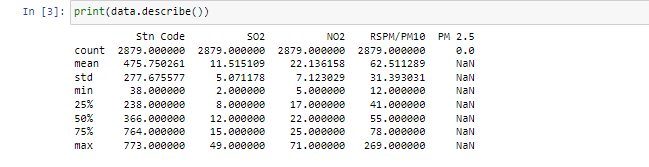 In [3]: print(data.describe())
Stn Code SO2 NO2 RSPM/PM10 PM 2.5
count 2879.000000 2879.000000 2879.000000 2879.000000 0.0
mean 475.750261 11.515109 22.136158 62.511289 NaN
std 277.675577 5.071178 7.123029 31.393031 NaN
min 38.000000 2.000000 5.000000 12.000000 NaN
25% 238.000000 8.000000 17.000000 41.000000 NaN
50% 366.000000 12.000000 22.000000 55.000000 NaN
75% 764.000000 15.000000 25.000000 78.000000 NaN
max 773.000000 49.000000 71.000000 269.000000 NaN